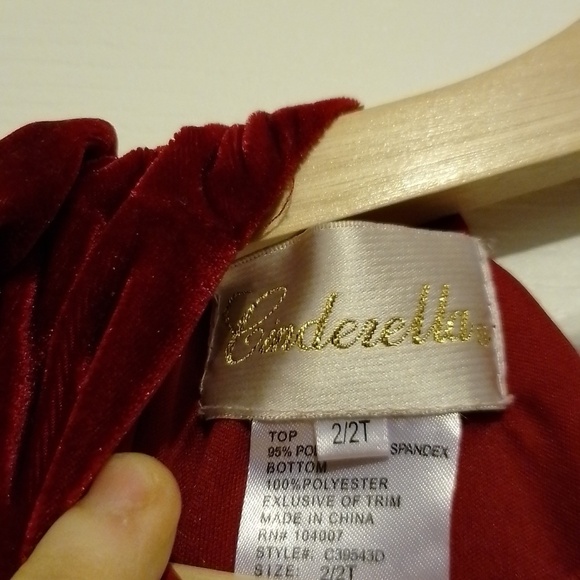 Cinderella
2/2T
TOP
95% PO SPANDEX
BOTTOM
100%POLYESTER
EXCLUSIVE OF TRIM
MADE IN CHINA
RN# 104007
STYLE#: C39543D
SIZE: 2/2T